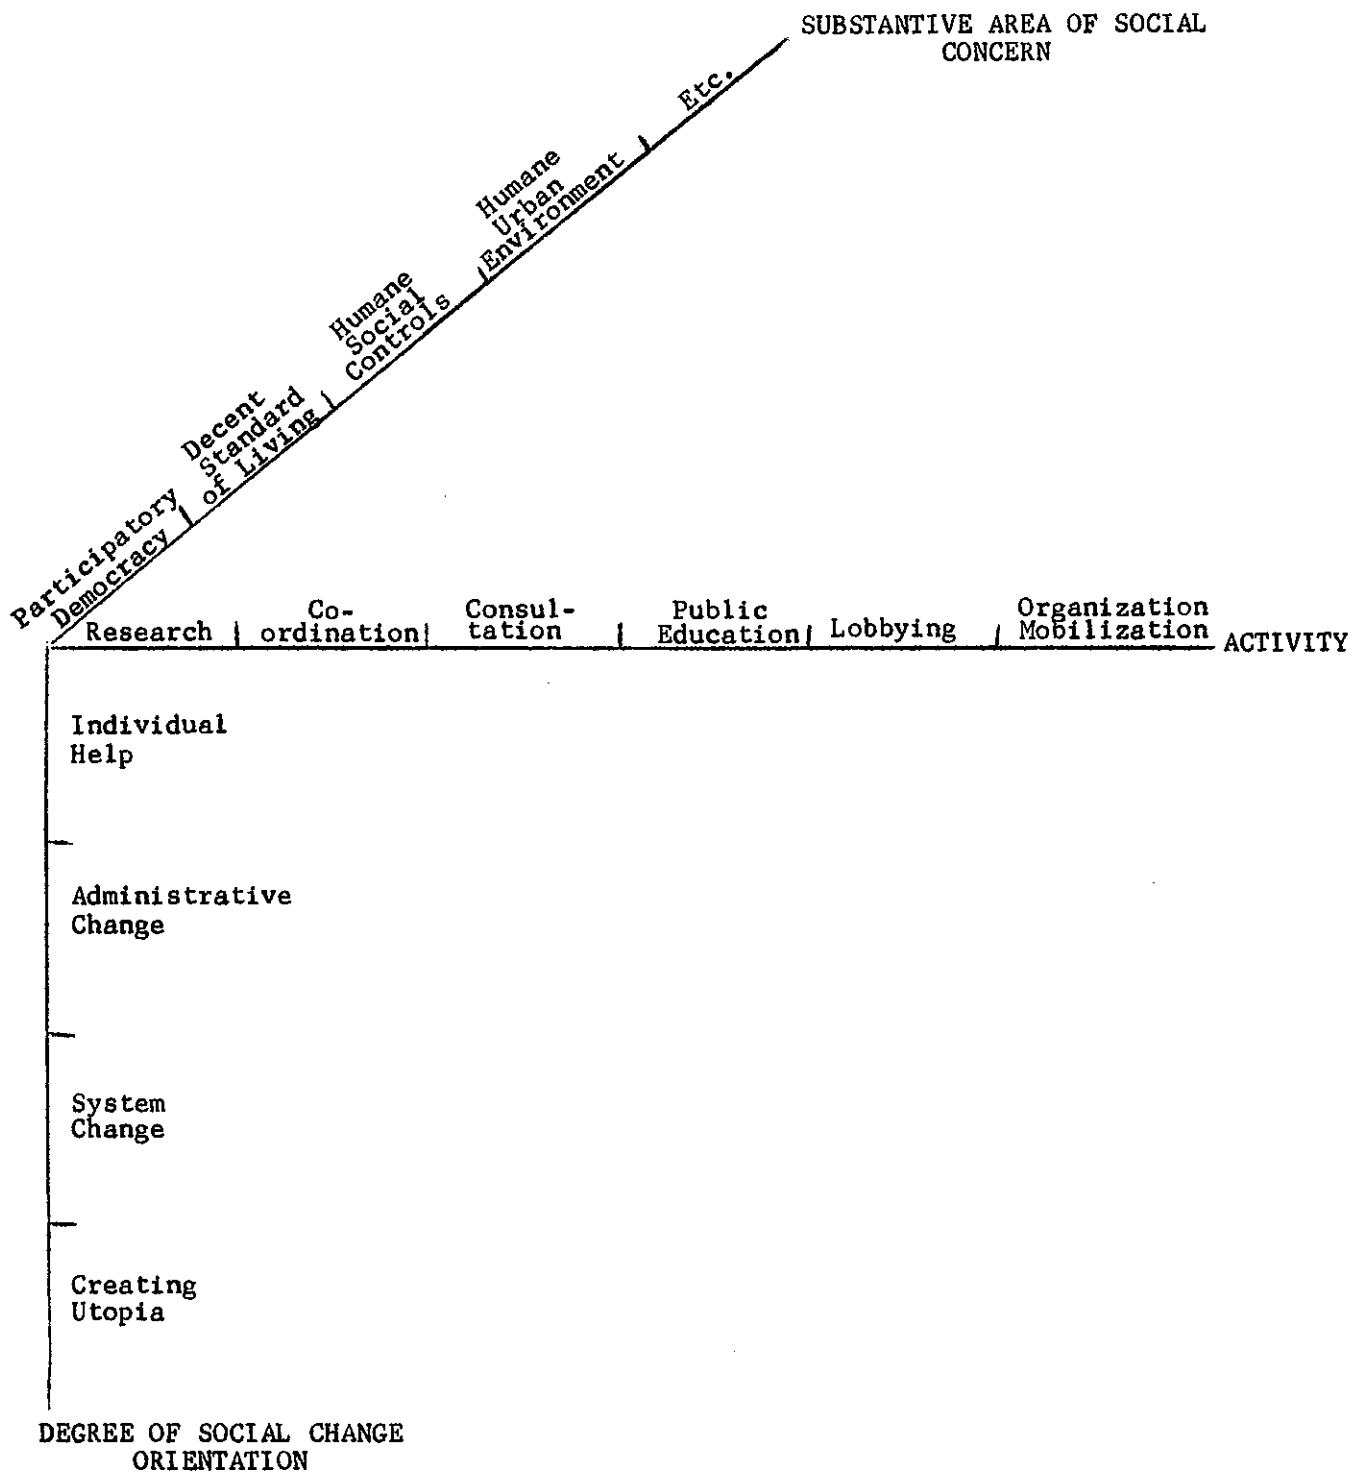 SUBSTANTIVE AREA OF SOCIAL
CONCERN
Etc.
Humane
Urban
Environment
Humane
Social
Controls
Decent
Standard
of Living
Participatory
Democracy
Research
Co-
ordination
Consul-
tation
Public
Education
Lobbying
Organization
Mobilization
ACTIVITY
Individual
Help
Administrative
Change
System
Change
Creating
Utopia
DEGREE OF SOCIAL CHANGE
ORIENTATION